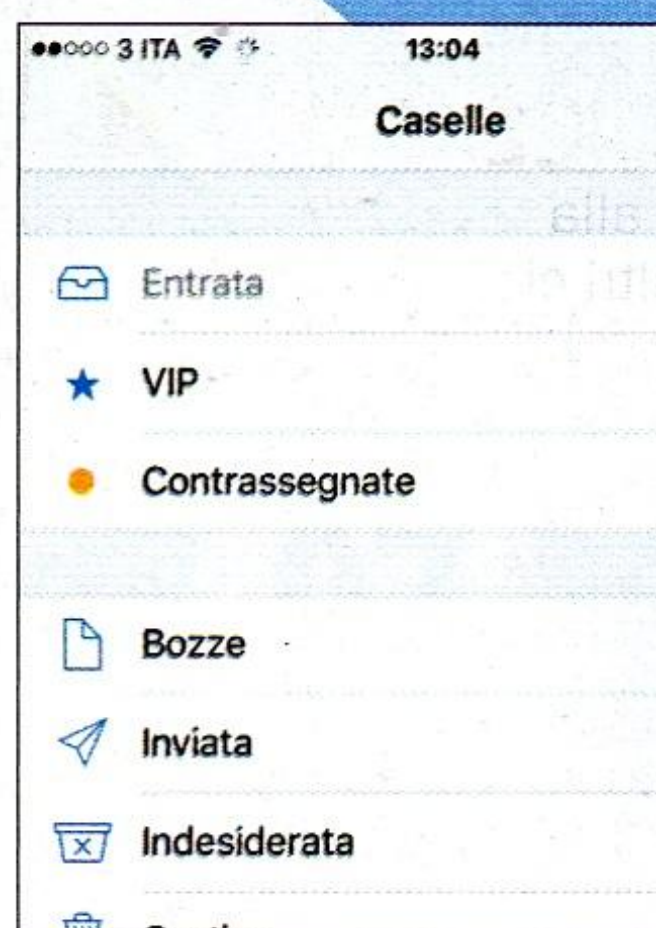 3 ITA 13:04
Caselle
Entrata
VIP
Contrassegnate
Bozze
Inviata
Indesiderata